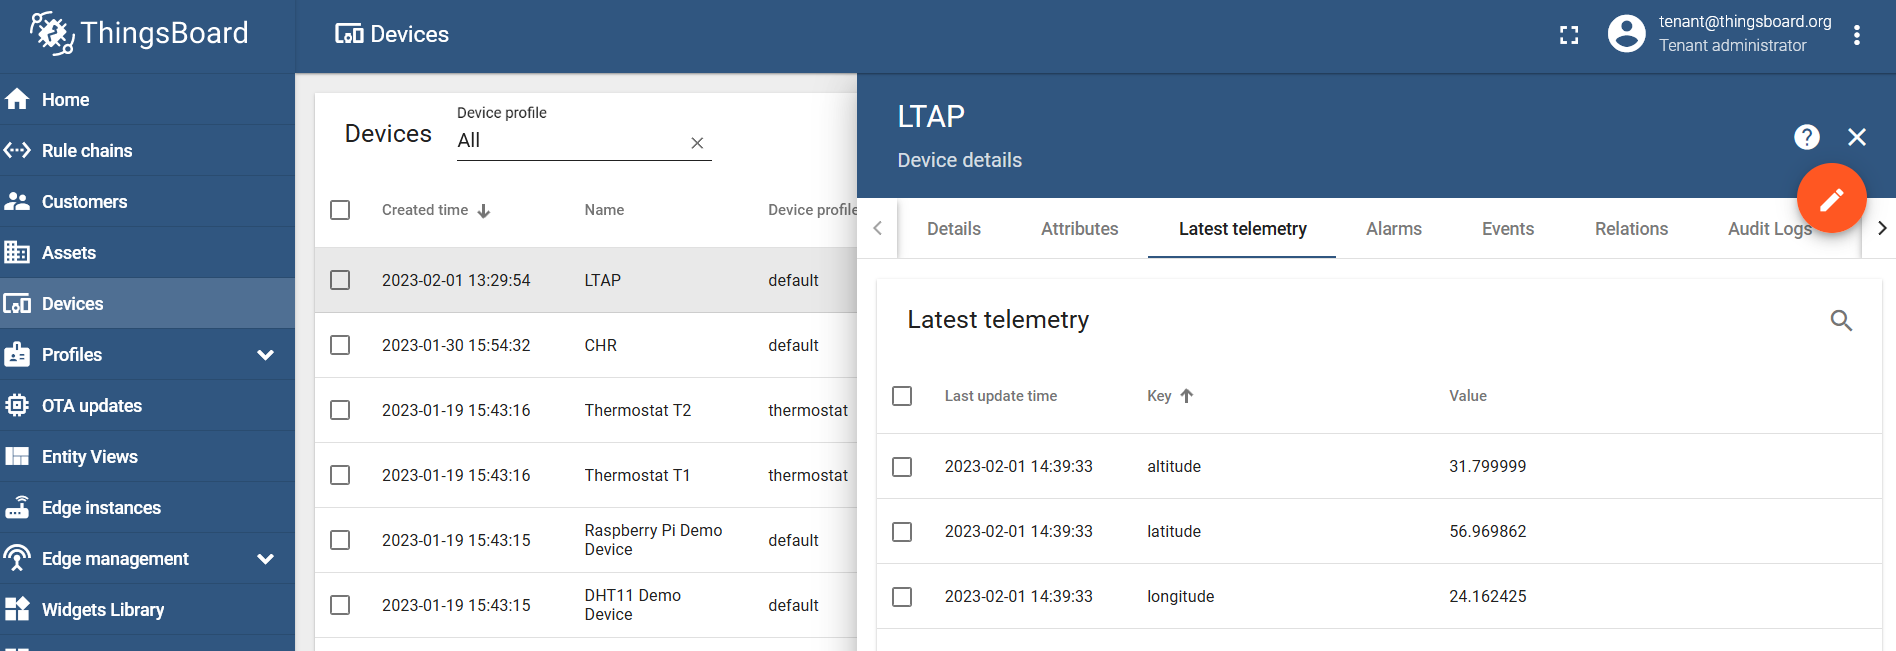 ThingsBoard
Home
Rule chains
Customers
Assets
Devices
Profiles
OTA updates
Entity Views
Edge instances
Edge management
Widgets Library
Devices
tenant@thingsboard.org
Tenant administrator
Devices
Device profile
All
Created time Name Device profile
2023-02-01 13:29:54 LTAP default
2023-01-30 15:54:32 CHR default
2023-01-19 15:43:16 Thermostat T2 thermostat
2023-01-19 15:43:16 Thermostat T1 thermostat
2023-01-19 15:43:15 Raspberry Pi Demo Device default
2023-01-19 15:43:15 DHT11 Demo Device default
LTAP
Device details
Details Attributes Latest telemetry Alarms Events Relations Audit Logs
Latest telemetry
Last update time Key Value
2023-02-01 14:39:33 altitude 31.799999
2023-02-01 14:39:33 latitude 56.969862
2023-02-01 14:39:33 longitude 24.162425